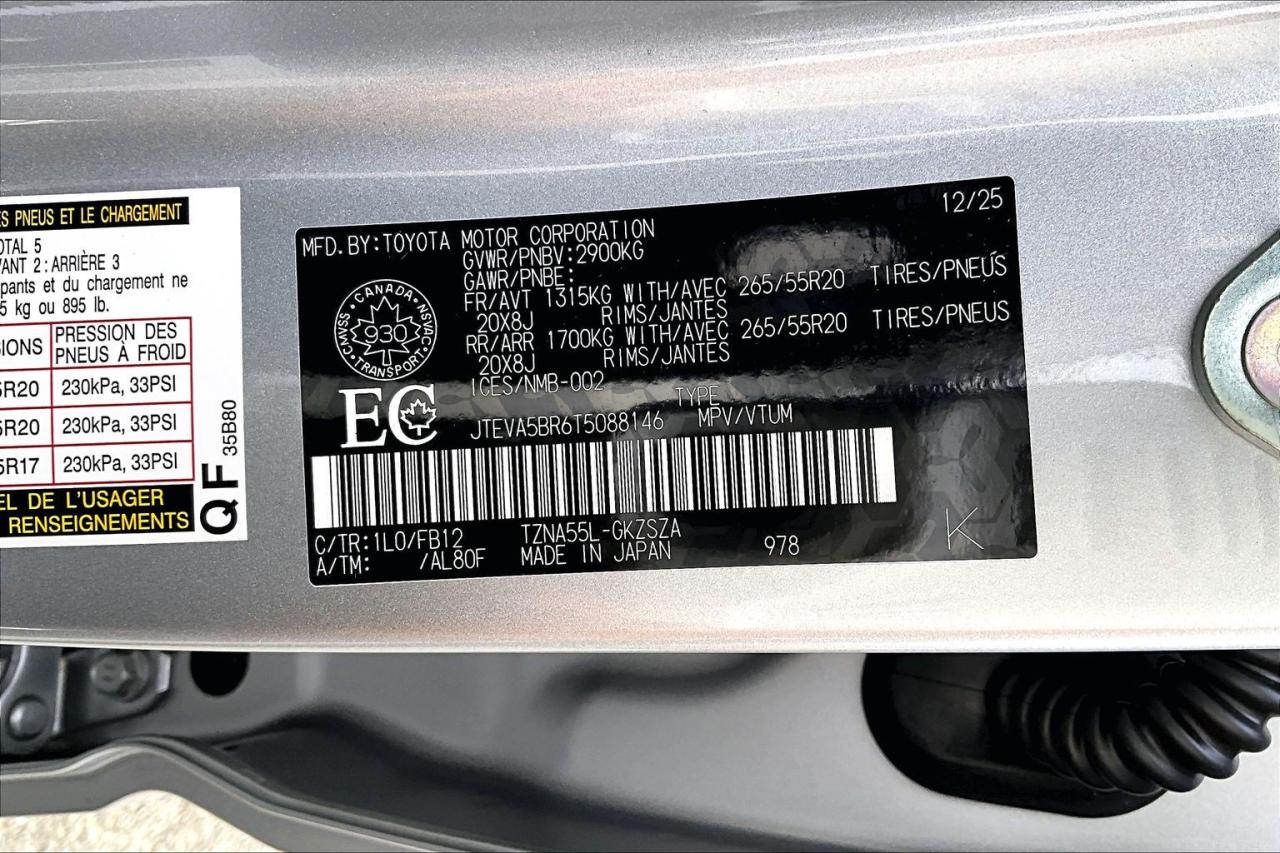 ES PNEUS ET LE CHARGEMENT
OTAL 5
VANT 2 : ARRIÈRE 3
pants et du chargement ne
5 kg ou 895 lb.
IONS PRESSION DES
PNEUS À FROID
5R20 230kPa, 33PSI
5R20 230kPa, 33PSI
5R17 230kPa, 33PSI
EL DE L'USAGER
RENSEIGNEMENTS
QF 35B80
12/25
MFD. BY: TOYOTA MOTOR CORPORATION
GVWR/PNBV: 2900KG
GAWR/PNBE:
FR/AVT 1315KG WITH/AVEC 265/55R20 TIRES/PNEUS
20X8J RIMS/JANTES
RR/ARR 1700KG WITH/AVEC 265/55R20 TIRES/PNEUS
20X8J RIMS/JANTES
ICES/NMB-002
CANADA
CMVSS 930 NSVAC
TRANSPORT
EC
TYPE
JTEVA5BR6T5088146 MPV/VTUM
C/TR: 1L0/FB12 TZNA55L-GKZSZA
A/TM: /AL80F MADE IN JAPAN 978
K